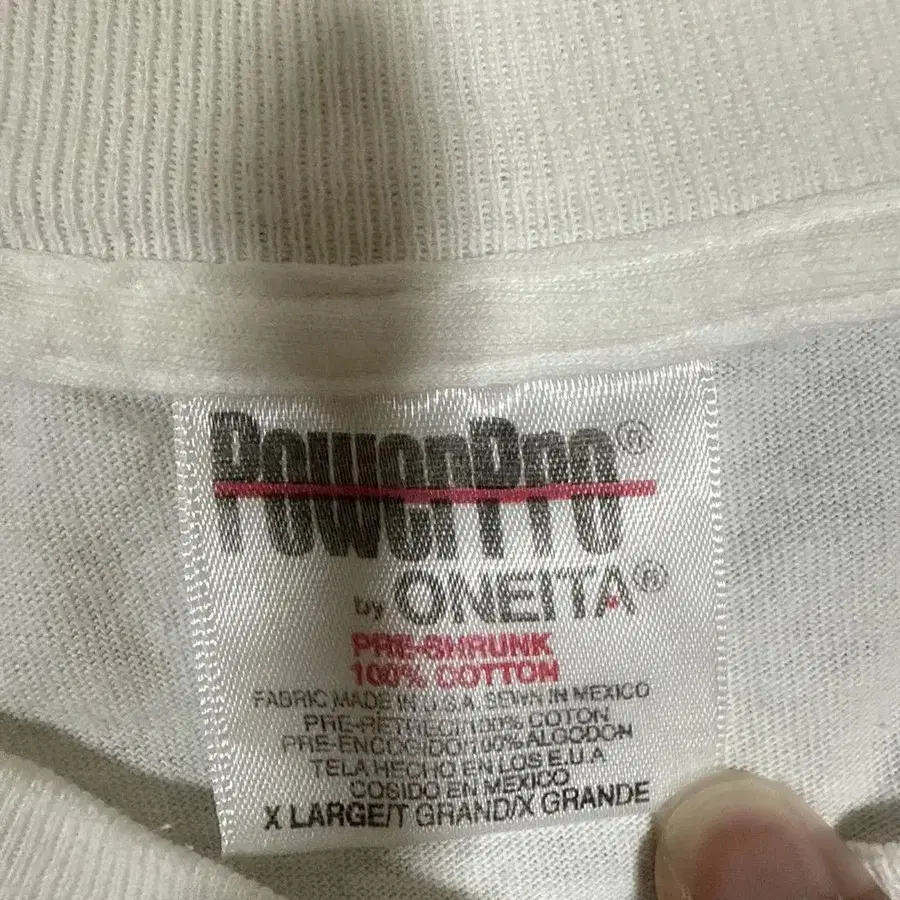 PowerPro®
by ONEITA®
PRE-SHRUNK
100% COTTON
FABRIC MADE IN U.S.A. SEWN IN MEXICO
PRE-RETRECI/100% COTON
PRE-ENCOGIDO/100% ALGODON
TELA HECHO EN LOS E.U.A
COSIDO EN MEXICO
X LARGE/T GRAND/X GRANDE